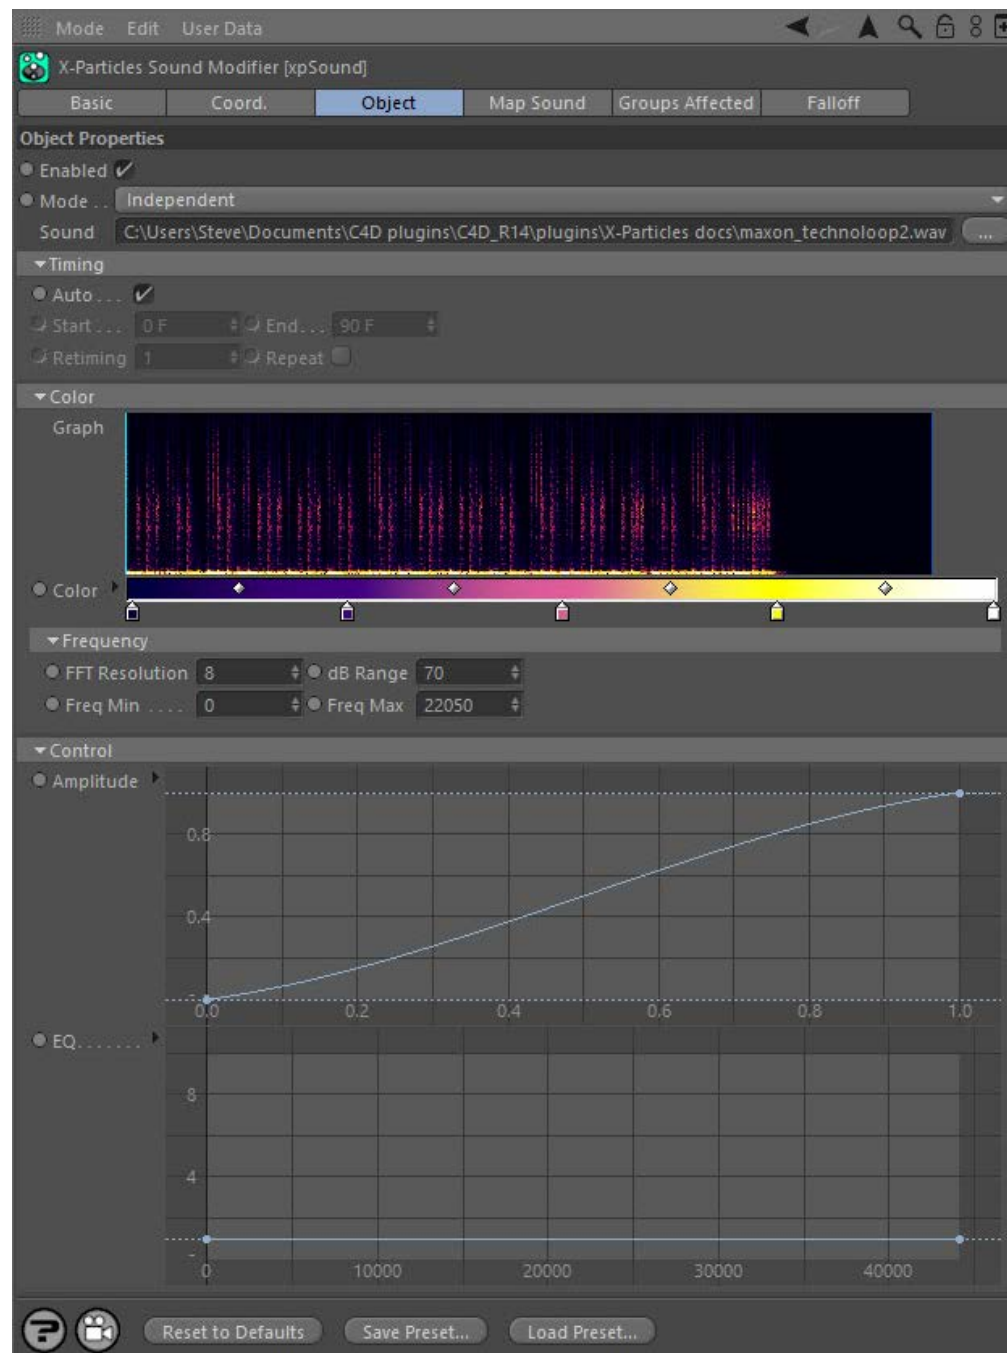 Mode Edit User Data
X-Particles Sound Modifier [xpSound]
Basic Coord. Object Map Sound Groups Affected Falloff
Object Properties
Enabled
Mode . . Independent
Sound C:\Users\Steve\Documents\C4D plugins\C4D_R14\plugins\X-Particles docs\maxon_technoloop2.wav ...
Timing
Auto . . . .
Start . . . . 0 F End. . . . 90 F
Retiming 1 Repeat
Color
Graph
Color
Frequency
FFT Resolution 8 dB Range 70
Freq Min . . . . 0 Freq Max 22050
Control
Amplitude
0.8
0.4
0.0 0.2 0.4 0.6 0.8 1.0
EQ. . . . . . .
8
4
0 10000 20000 30000 40000
Reset to Defaults Save Preset... Load Preset...